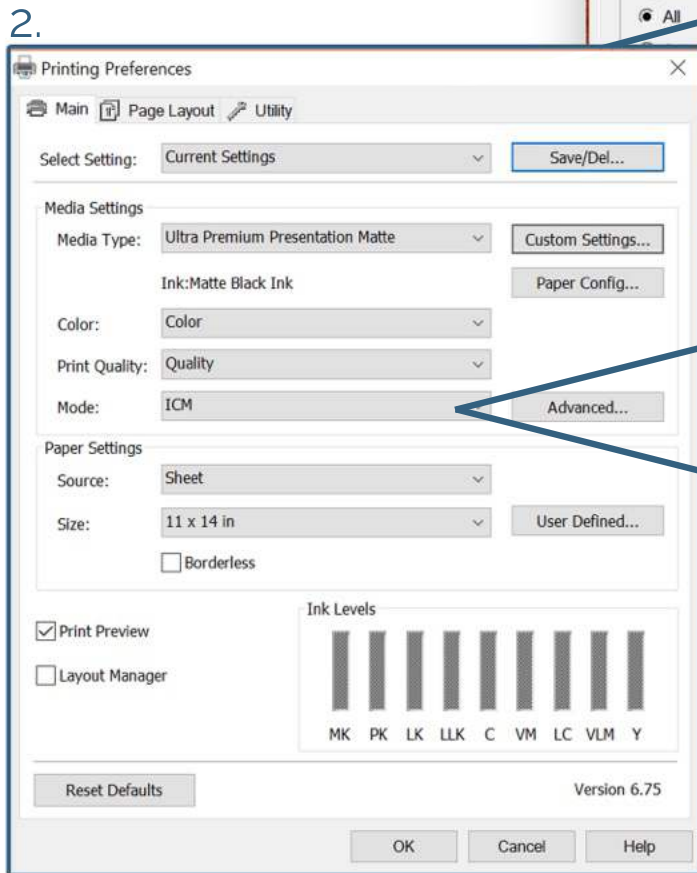 2.
All
Printing Preferences
Main Page Layout Utility
Select Setting: Current Settings Save/Del...
Media Settings
Media Type: Ultra Premium Presentation Matte Custom Settings...
Ink:Matte Black Ink Paper Config...
Color: Color
Print Quality: Quality
Mode: ICM Advanced...
Paper Settings
Source: Sheet
Size: 11 x 14 in User Defined...
Borderless
Print Preview
Layout Manager
Ink Levels
MK PK LK LLK C VM LC VLM Y
Reset Defaults Version 6.75
OK Cancel Help